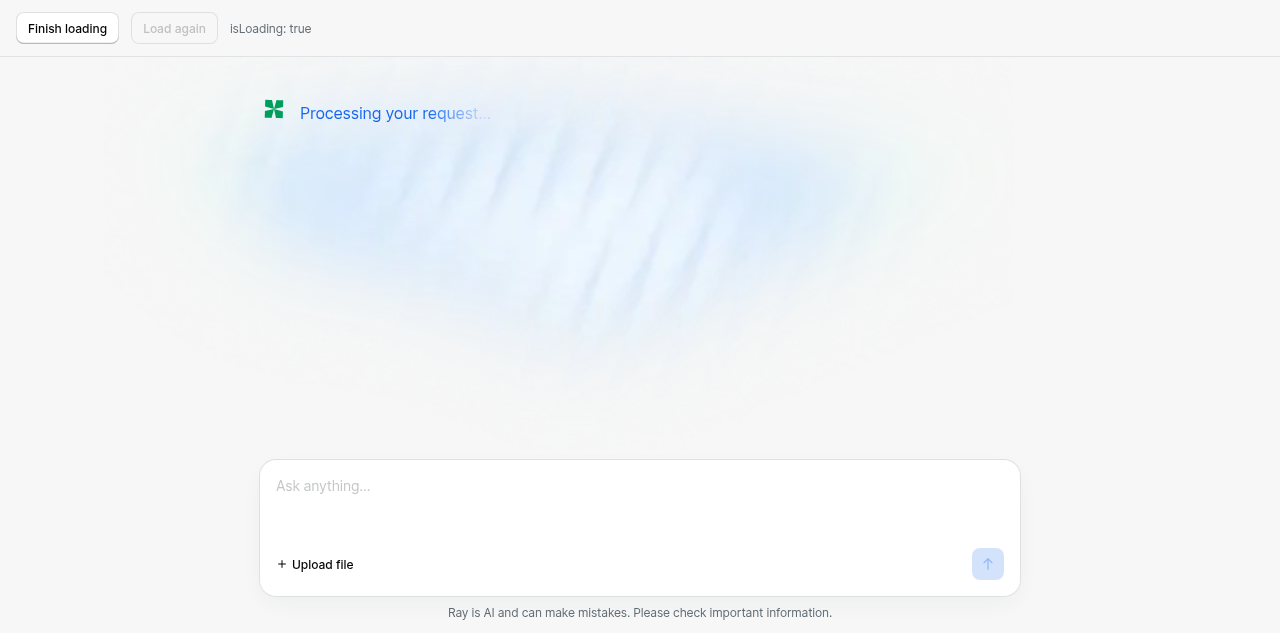 Finish loading
Load again
isLoading: true
Processing your request...
Ask anything...
+ Upload file
Ray is AI and can make mistakes. Please check important information.